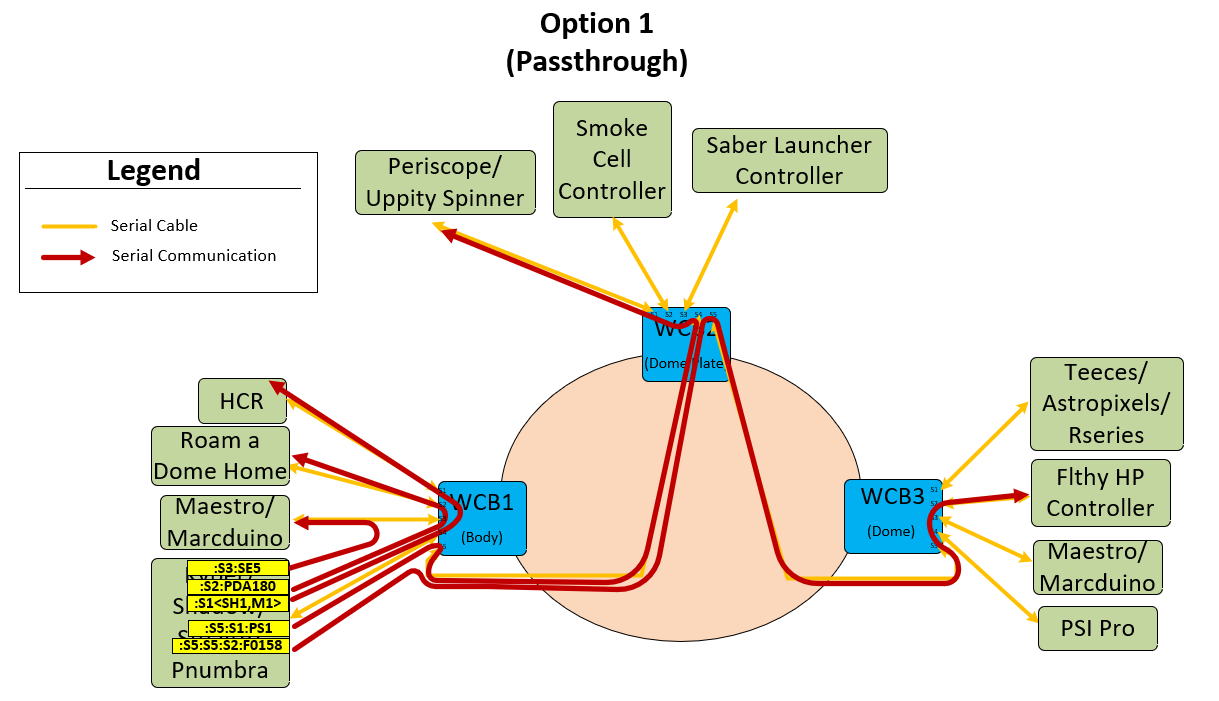 Option 1
(Passthrough)
Legend
Serial Cable
Serial Communication
Periscope/
Uppity Spinner
Smoke
Cell
Controller
Saber Launcher
Controller
S2
S3
S5
(Dome Plate)
HCR
Roam a
Dome Home
Maestro/
Marcduino
:S3:SE5
:S2:PDA180
:S1<SH1,M1>
:S5:S1:PS1
:S5:S5:S2:F0158
Pnumbra
WCB1
(Body)
WCB3
(Dome)
S1
Teeces/
Astropixels/
Rseries
Flthy HP
Controller
Maestro/
Marcduino
PSI Pro